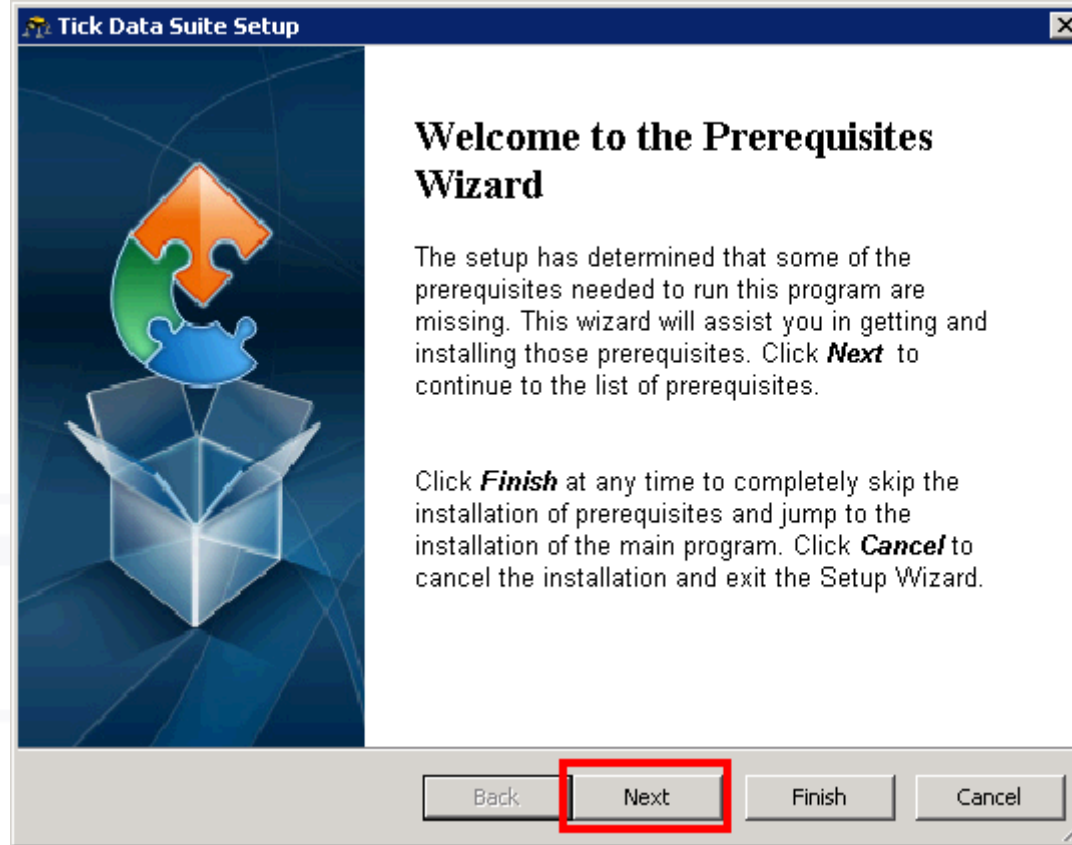 Tick Data Suite Setup
Welcome to the Prerequisites
Wizard
The setup has determined that some of the
prerequisites needed to run this program are
missing. This wizard will assist you in getting and
installing those prerequisites. Click Next to
continue to the list of prerequisites.
Click Finish at any time to completely skip the
installation of prerequisites and jump to the
installation of the main program. Click Cancel to
cancel the installation and exit the Setup Wizard.
Back Next Finish Cancel